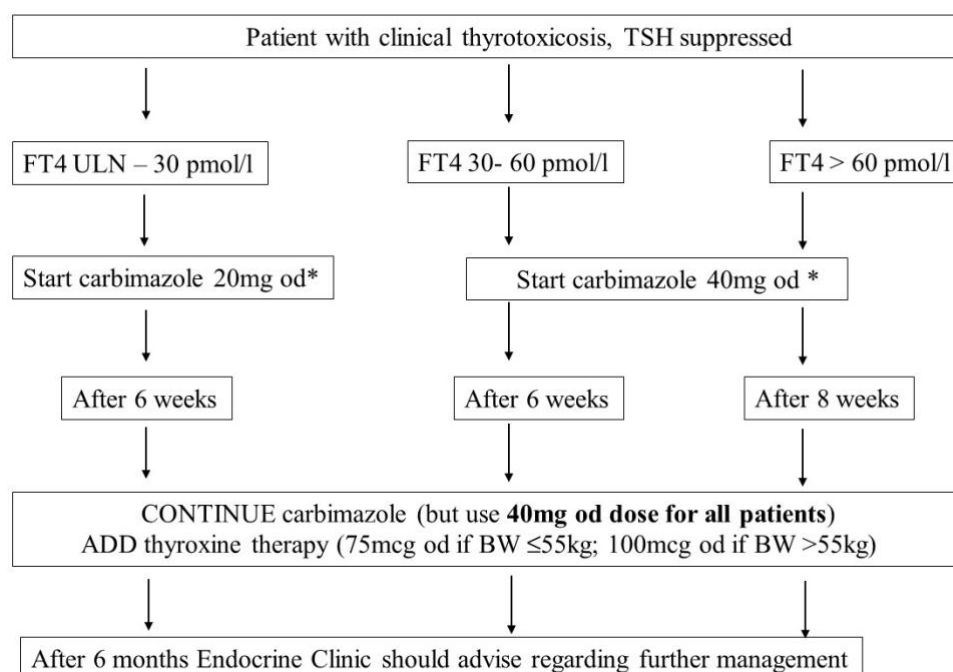 Patient with clinical thyrotoxicosis, TSH suppressed
FT4 ULN – 30 pmol/l
FT4 30- 60 pmol/l
FT4 > 60 pmol/l
Start carbimazole 20mg od*
Start carbimazole 40mg od *
After 6 weeks
After 6 weeks
After 8 weeks
CONTINUE carbimazole (but use 40mg od dose for all patients)
ADD thyroxine therapy (75mcg od if BW ≤55kg; 100mcg od if BW >55kg)
After 6 months Endocrine Clinic should advise regarding further management